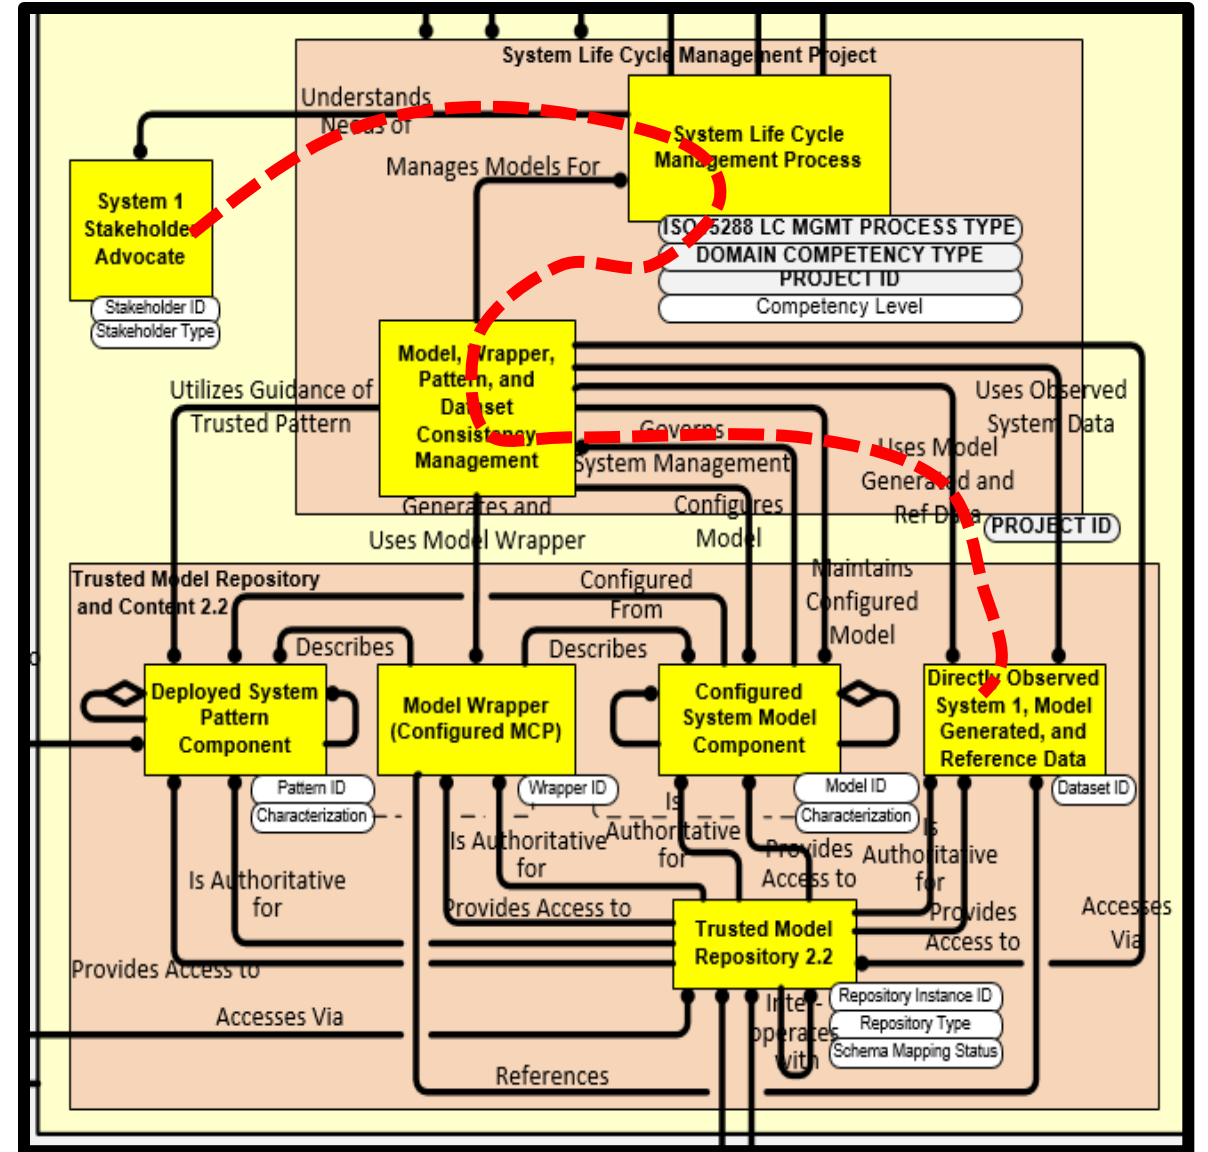 System Life Cycle Management Project
Understands
Needs of
System Life Cycle
Management Process
Manages Models For
System 1
Stakeholder
Advocate
Stakeholder ID
Stakeholder Type
ISO15288 LC MGMT PROCESS TYPE
DOMAIN COMPETENCY TYPE
PROJECT ID
Competency Level
Model, Wrapper,
Pattern, and
Dataset
Consistency
Management
Utilizes Guidance of
Trusted Pattern
Uses Observed
System Data
Governs
System Management
Uses Model
Generated and
Ref Data
Generates and
Uses Model Wrapper
Configures
Model
PROJECT ID
Trusted Model Repository
and Content 2.2
Configured
From
Maintains
Configured
Model
Describes
Describes
Deployed System
Pattern
Component
Model Wrapper
(Configured MCP)
Configured
System Model
Component
Directly Observed
System 1, Model
Generated, and
Reference Data
Pattern ID
Characterization
Wrapper ID
Model ID
Characterization
Dataset ID
Is Authoritative
for
Is Authoritative
for
Is
Authoritative
for
Provides
Access to
Is
Authoritative
for
Provides Access to
Provides
Access to
Accesses
Via
Trusted Model
Repository 2.2
Provides Access to
Repository Instance ID
Repository Type
Schema Mapping Status
Inter-
operates
with
Accesses Via
References